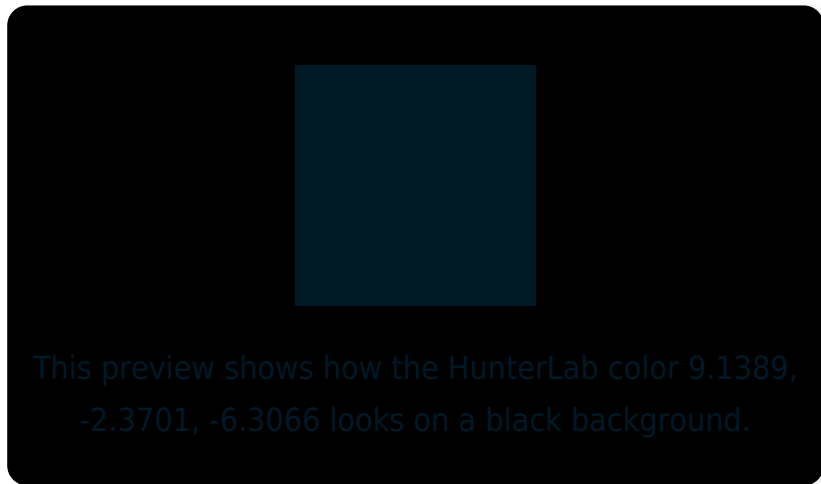 This preview shows how the HunterLab color 9.1389,
-2.3701, -6.3066 looks on a black background.